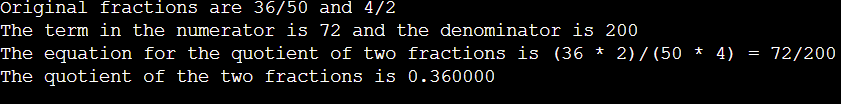 Original fractions are 36/50 and 4/2
The term in the numerator is 72 and the denominator is 200
The equation for the quotient of two fractions is (36 * 2)/(50 * 4) = 72/200
The quotient of the two fractions is 0.360000